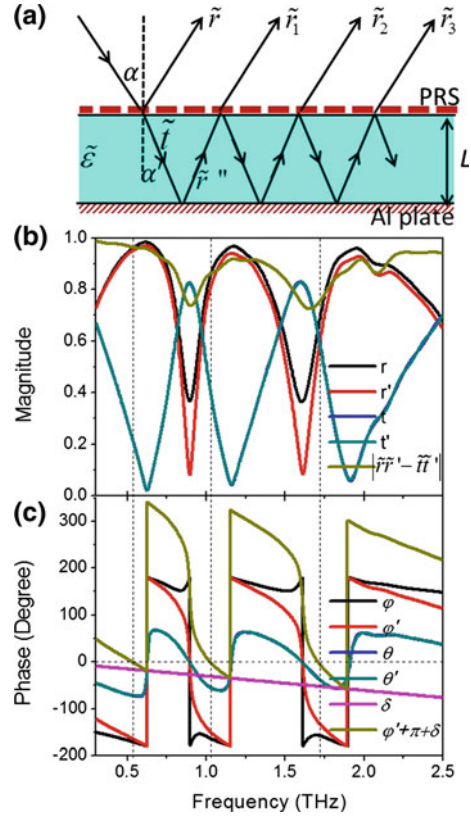 (a)
α r̃ r̃₁ r̃₂ r̃₃
PRS
ε̃ t̃ α' r̃'' L
Al plate
(b)
1.0
0.8
0.6
0.4
0.2
0.0
Magnitude
r
r'
t
t'
|r̃r̃'-t̃t̃'|
(c)
300
200
100
0
-100
-200
Phase (Degree)
φ
φ'
θ
θ'
δ
φ'+π+δ
0.5 1.0 1.5 2.0 2.5
Frequency (THz)